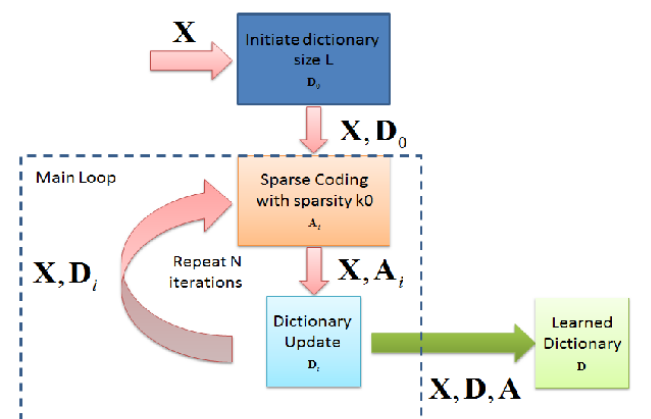 X
Initiate dictionary
size L
D₀
X, D₀
Main Loop
Sparse Coding
with sparsity k0
Aᵢ
X, Dᵢ
Repeat N
iterations
X, Aᵢ
Dictionary
Update
Dᵢ
Learned
Dictionary
D
X, D, A